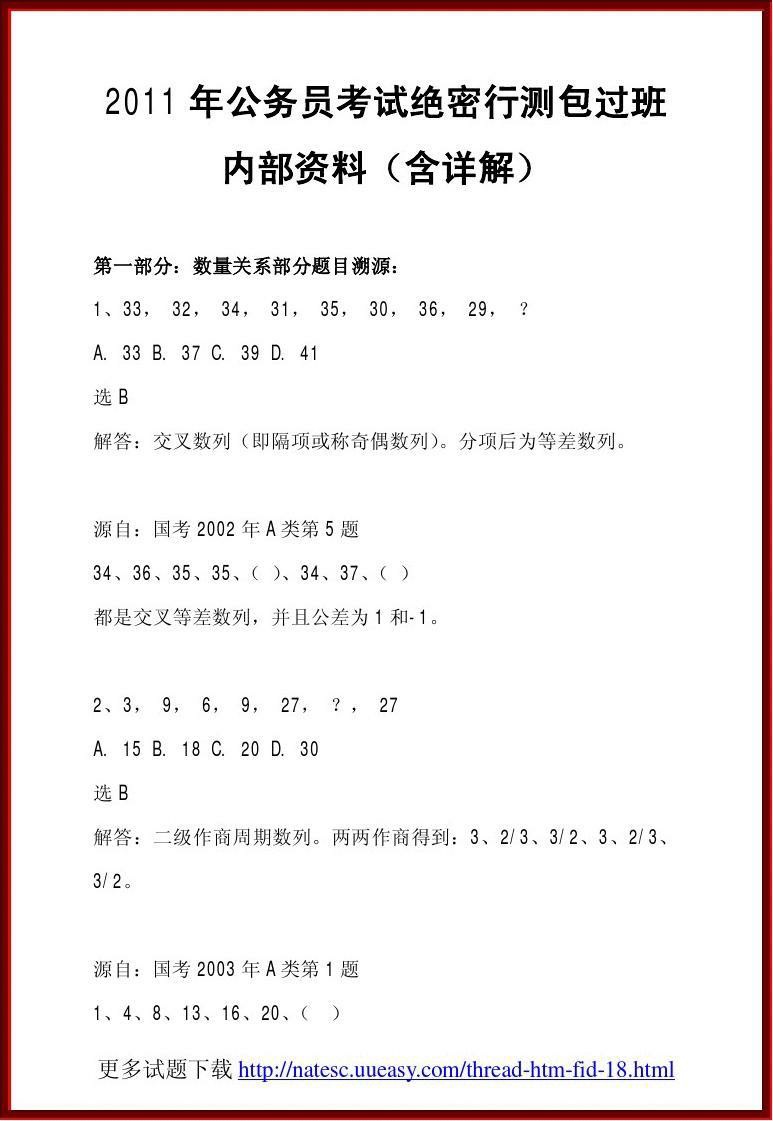 2011 年公务员考试绝密行测包过班
内部资料（含详解）
第一部分：数量关系部分题目溯源：
1、33， 32， 34， 31， 35， 30， 36， 29， ？
A. 33 B. 37 C. 39 D. 41
选 B
解答：交叉数列（即隔项或称奇偶数列）。分项后为等差数列。
源自：国考 2002 年 A 类第 5 题
34、36、35、35、（ ）、34、37、（ ）
都是交叉等差数列，并且公差为 1 和-1。
2、3， 9， 6， 9， 27， ？， 27
A. 15 B. 18 C. 20 D. 30
选 B
解答：二级作商周期数列。两两作商得到：3、2/3、3/2、3、2/3、
3/2。
源自：国考 2003 年 A 类第 1 题
1、4、8、13、16、20、（ ）
更多试题下载 http://natesc.uueasy.com/thread-htm-fid-18.html